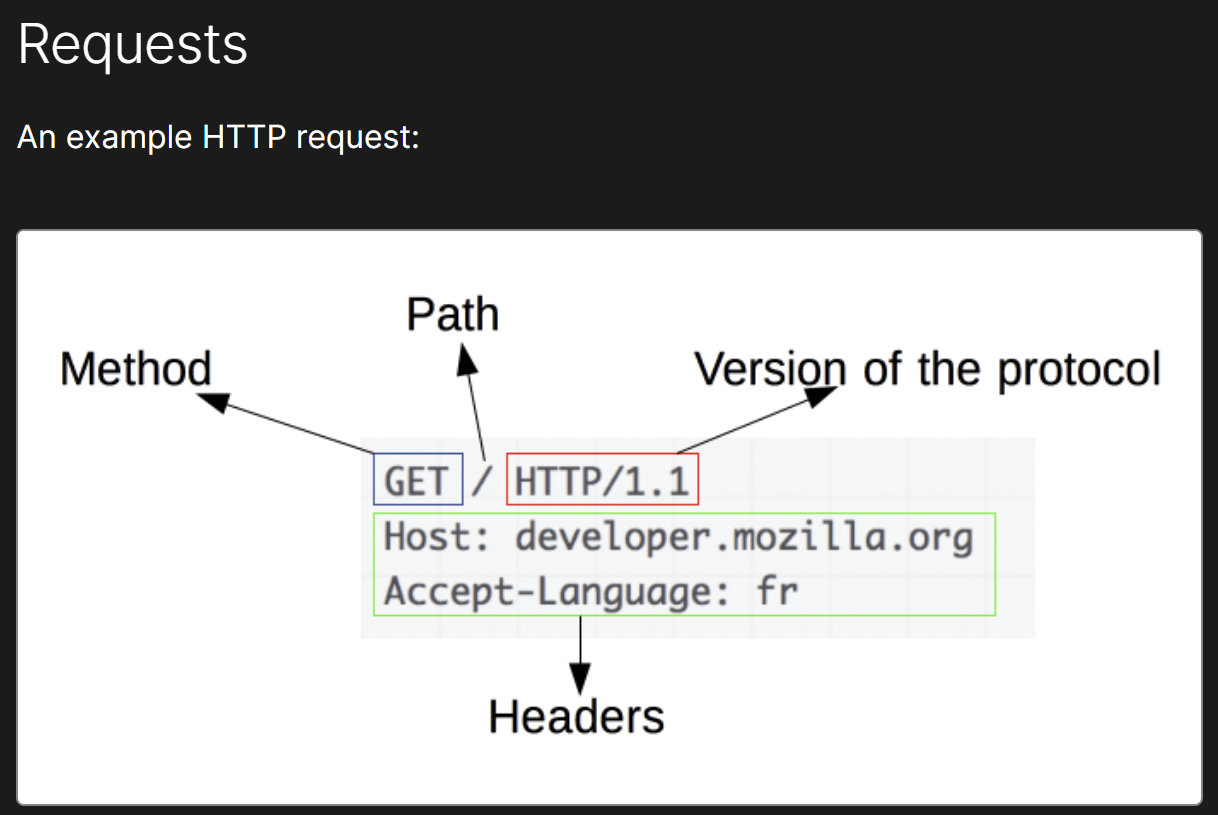 Requests
An example HTTP request:
Path
Method
Version of the protocol
GET / HTTP/1.1
Host: developer.mozilla.org
Accept-Language: fr
Headers